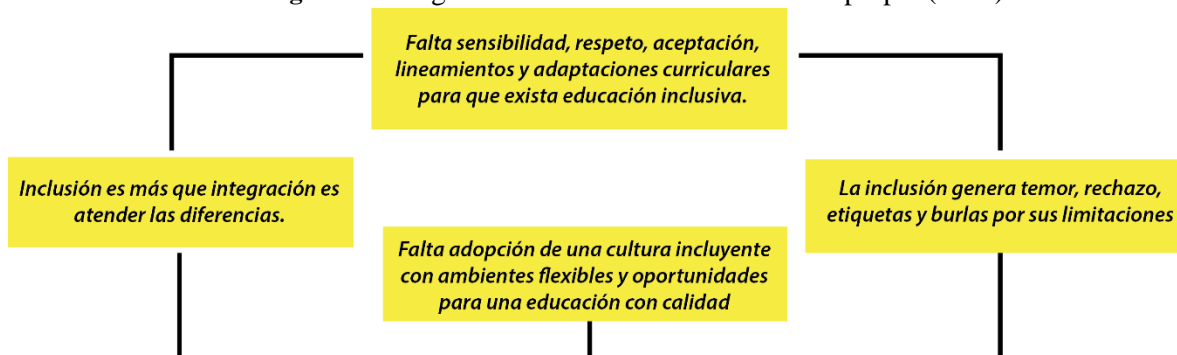 Falta sensibilidad, respeto, aceptación,
lineamientos y adaptaciones curriculares
para que exista educación inclusiva.
Inclusión es más que integración es
atender las diferencias.
La inclusión genera temor, rechazo,
etiquetas y burlas por sus limitaciones
Falta adopción de una cultura incluyente
con ambientes flexibles y oportunidades
para una educación con calidad